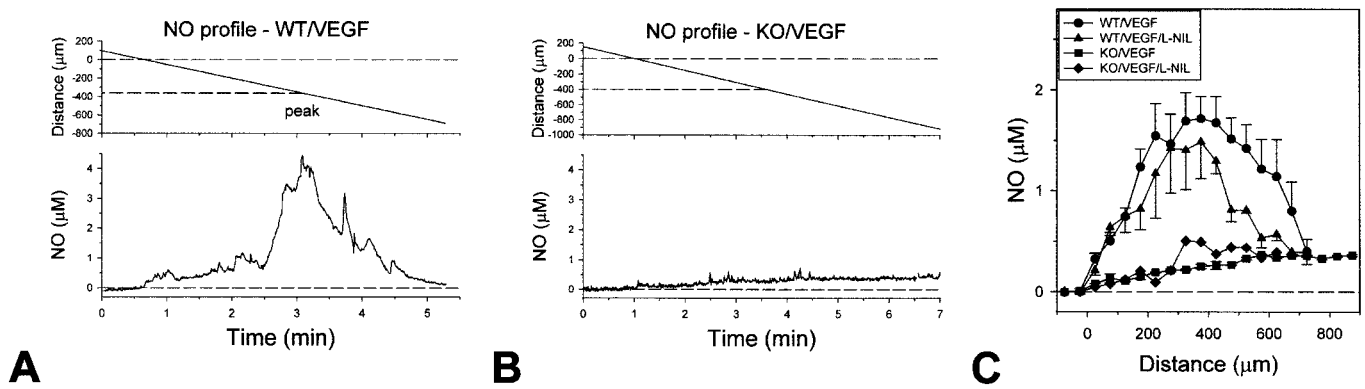 NO profile - WT/VEGF
Distance (µm)
200
0
-200
-400
-600
-800
peak
NO (µM)
4
3
2
1
0
0 1 2 3 4 5
Time (min)
A
NO profile - KO/VEGF
Distance (µm)
200
0
-200
-400
-600
-800
-1000
NO (µM)
4
3
2
1
0
0 1 2 3 4 5 6 7
Time (min)
B
WT/VEGF
WT/VEGF/L-NIL
KO/VEGF
KO/VEGF/L-NIL
NO (µM)
2
1
0
0 200 400 600 800
Distance (µm)
C